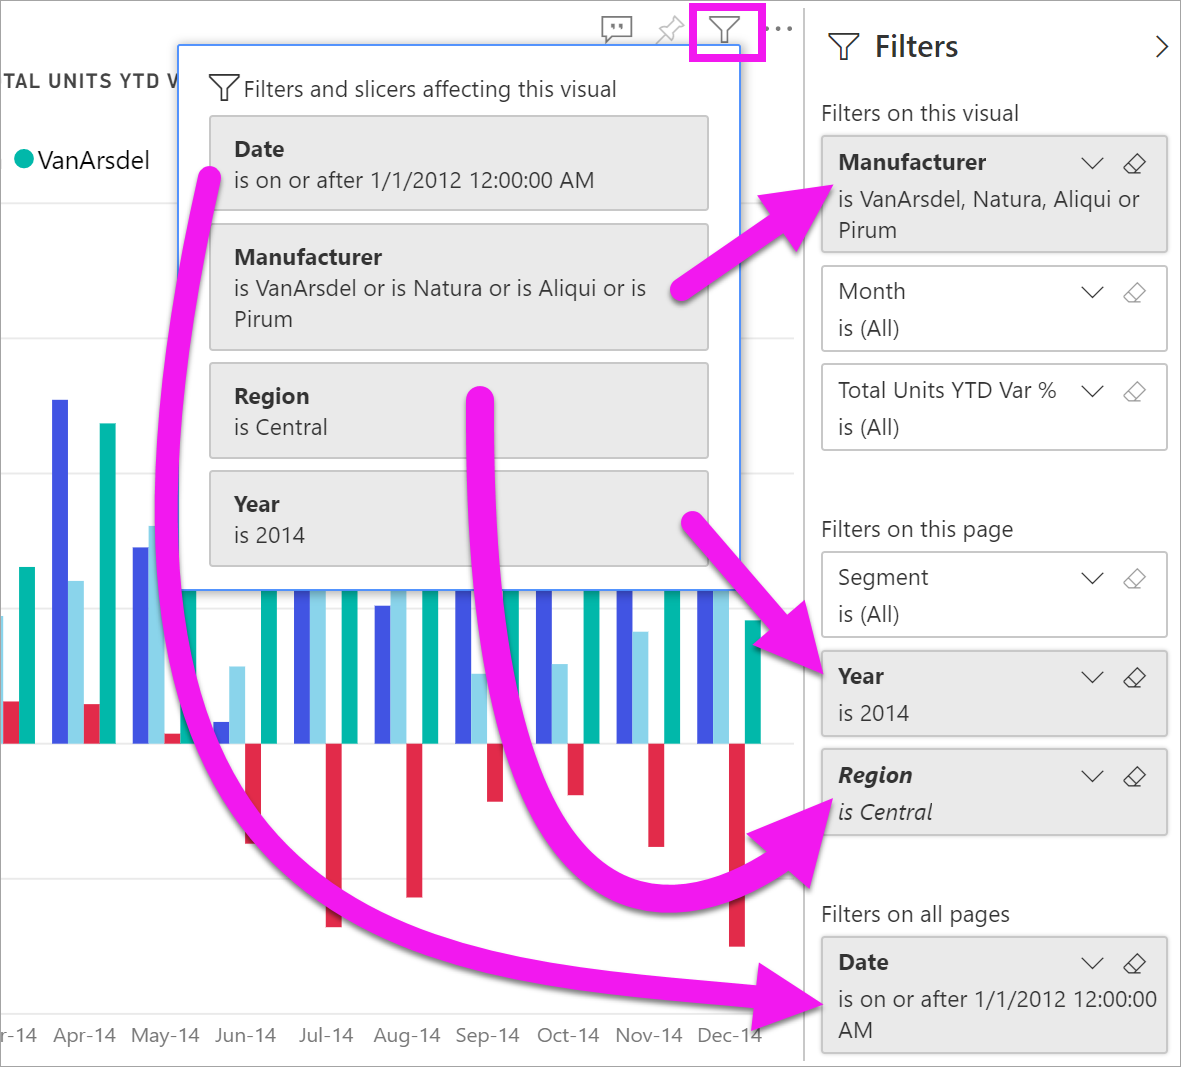 TAL UNITS YTD V
VanArsdel
Filters and slicers affecting this visual
Date
is on or after 1/1/2012 12:00:00 AM
Manufacturer
is VanArsdel or is Natura or is Aliqui or is
Pirum
Region
is Central
Year
is 2014
r-14 Apr-14 May-14 Jun-14 Jul-14 Aug-14 Sep-14 Oct-14 Nov-14 Dec-14
Filters
Filters on this visual
Manufacturer
is VanArsdel, Natura, Aliqui or
Pirum
Month
is (All)
Total Units YTD Var %
is (All)
Filters on this page
Segment
is (All)
Year
is 2014
Region
is Central
Filters on all pages
Date
is on or after 1/1/2012 12:00:00
AM